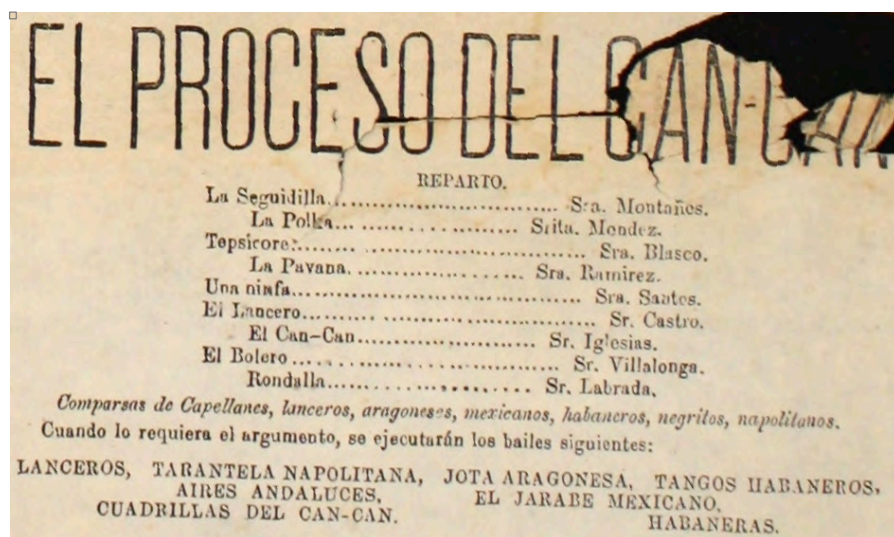 EL PROCESO DEL CAN-CAN
REPARTO.
La Seguidilla.............................. Sra. Montañes.
La Polka... .................. Srita. Mendez.
Tepsicore:............................... Sra. Blasco.
La Pavana. ...................... Sra. Ramirez.
Una ninfa...................................... Sra. Santos.
El Lancero...................................... Sr. Castro.
El Can-Can........................... Sr. Iglesias.
El Bolero .................................. Sr. Villalonga.
Rondalla........................... Sr. Labrada.
Comparsas de Capellanes, lanceros, aragoneses, mexicanos, habaneros, negritos, napolitanos.
Cuando lo requiera el argumento, se ejecutarán los bailes siguientes:
LANCEROS, TARANTELA NAPOLITANA, JOTA ARAGONESA, TANGOS HABANEROS,
AIRES ANDALUCES, EL JARABE MEXICANO,
CUADRILLAS DEL CAN-CAN. HABANERAS.